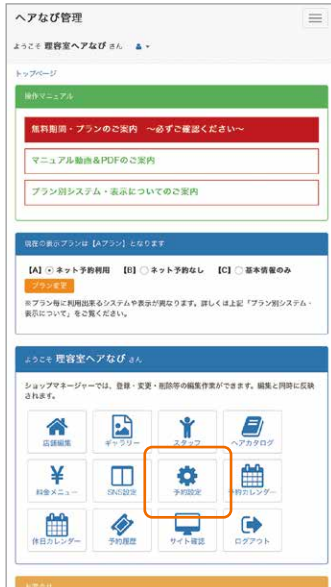 ヘアなび管理
ようこそ 理容室ヘアなび さん
トップページ
操作マニュアル
無料期間・プランのご案内 ～必ずご確認ください～
マニュアル動画&PDFのご案内
プラン別システム・表示についてのご案内
現在の表示プランは【Aプラン】となります
【A】 ネット予約利用 【B】 ネット予約なし 【C】 基本情報のみ
プラン変更
※プラン毎に利用出来るシステムや表示が異なります。詳しくは上記「プラン別システム・
表示について」をご覧ください。
ようこそ 理容室ヘアなび さん
ショップマネージャーでは、登録・変更・削除等の編集作業ができます。編集と同時に反映
されます。
店舗編集 ギャラリー スタッフ ヘアカタログ
料金メニュー SNS設定 予約設定 予約カレンダー
休日カレンダー 予約履歴 サイト確認 ログアウト